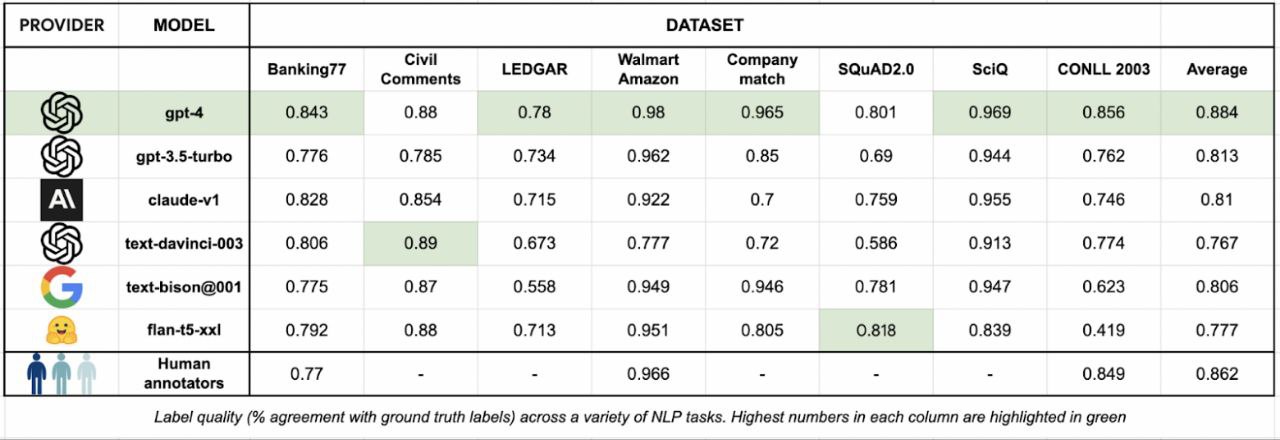 PROVIDER MODEL DATASET
Banking77 Civil Comments LEDGAR Walmart Amazon Company match SQuAD2.0 SciQ CONLL 2003 Average
gpt-4 0.843 0.88 0.78 0.98 0.965 0.801 0.969 0.856 0.884
gpt-3.5-turbo 0.776 0.785 0.734 0.962 0.85 0.69 0.944 0.762 0.813
A\ claude-v1 0.828 0.854 0.715 0.922 0.7 0.759 0.955 0.746 0.81
text-davinci-003 0.806 0.89 0.673 0.777 0.72 0.586 0.913 0.774 0.767
G text-bison@001 0.775 0.87 0.558 0.949 0.946 0.781 0.947 0.623 0.806
flan-t5-xxl 0.792 0.88 0.713 0.951 0.805 0.818 0.839 0.419 0.777
Human annotators 0.77 - - 0.966 - - - 0.849 0.862
Label quality (% agreement with ground truth labels) across a variety of NLP tasks. Highest numbers in each column are highlighted in green